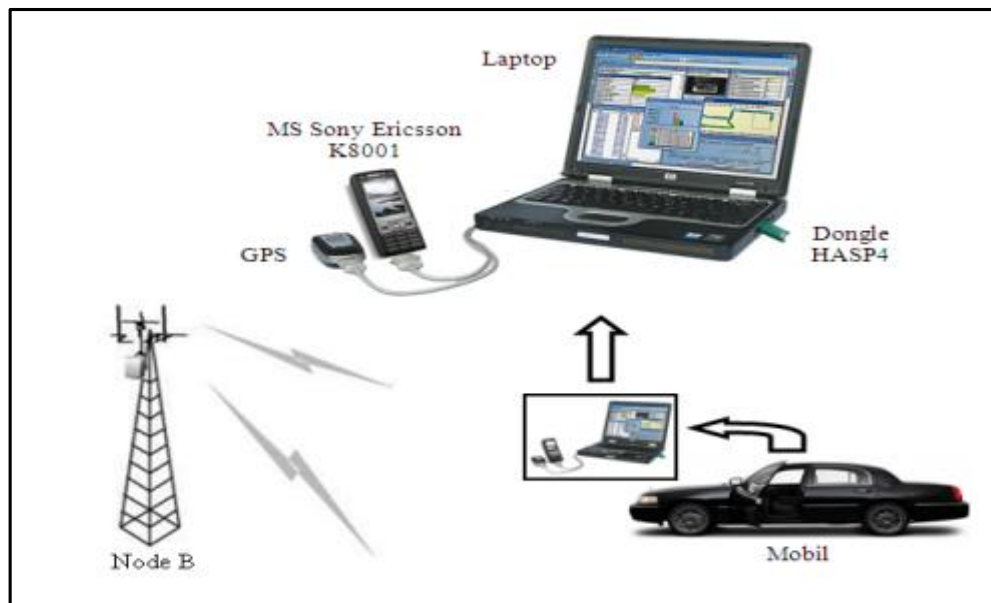 Laptop
MS Sony Ericsson
K8001
GPS
Dongle
HASP4
Node B
Mobil